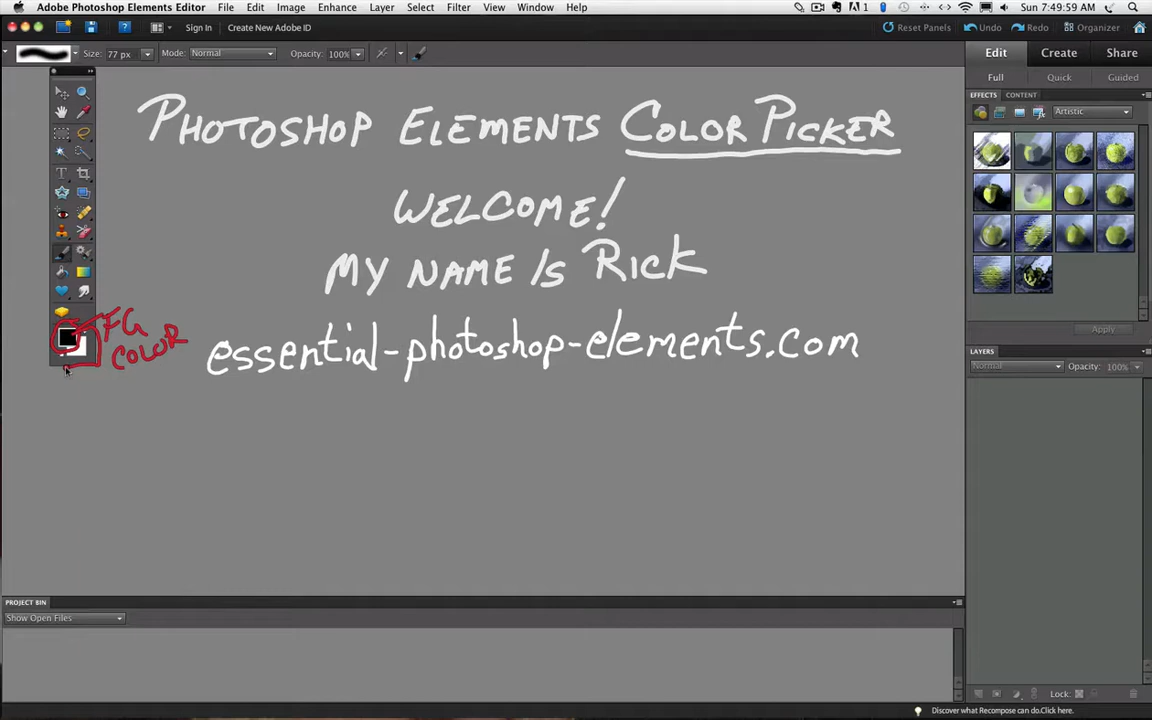 Adobe Photoshop Elements Editor File Edit Image Enhance Layer Select Filter View Window Help 1 Sun 7:49:59 AM
Sign In Create New Adobe ID Reset Panels Undo Redo Organizer
Size: 77 px Mode: Normal Opacity: 100%
Edit Create Share
Full Quick Guided
EFFECTS CONTENT
Artistic
PHOTOSHOP ELEMENTS COLOR PICKER
WELCOME!
MY NAME IS RICK
FG
COLOR
essential-photoshop-elements.com
Apply
LAYERS
Normal Opacity: 100%
PROJECT BIN
Show Open Files
Lock:
Discover what Recompose can do.Click here.